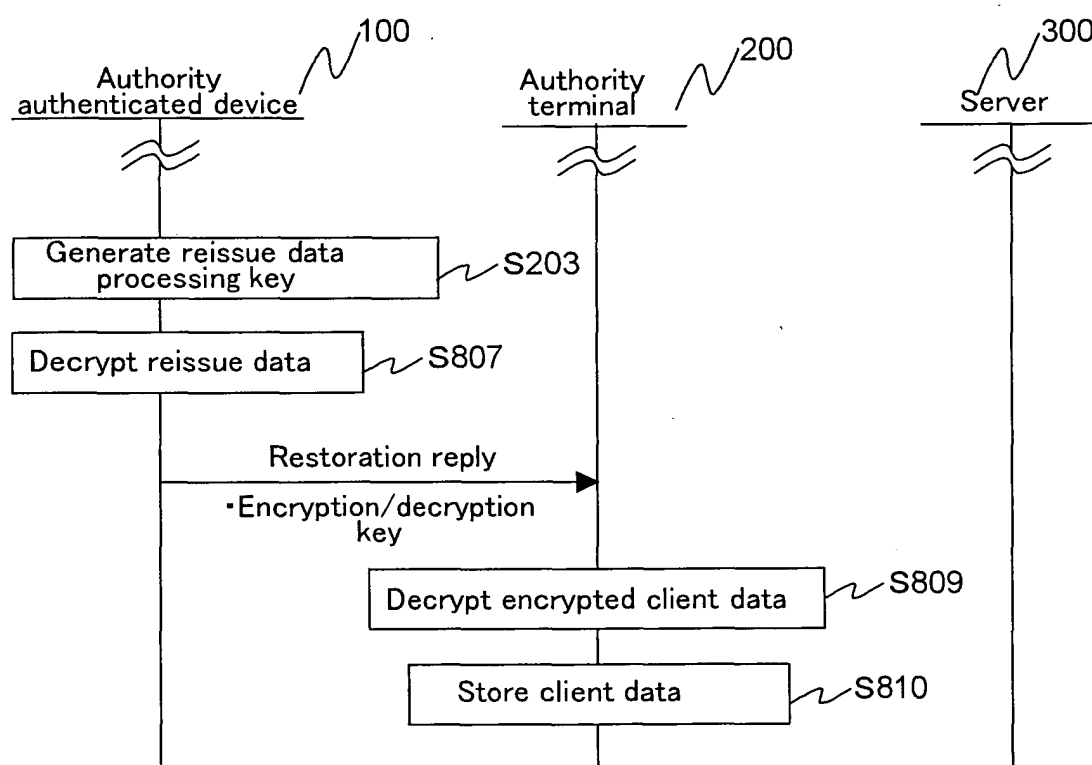 100
Authority
authenticated device
200
Authority
terminal
300
Server
Generate reissue data
processing key
S203
Decrypt reissue data
S807
Restoration reply
・Encryption/decryption
key
Decrypt encrypted client data
S809
Store client data
S810